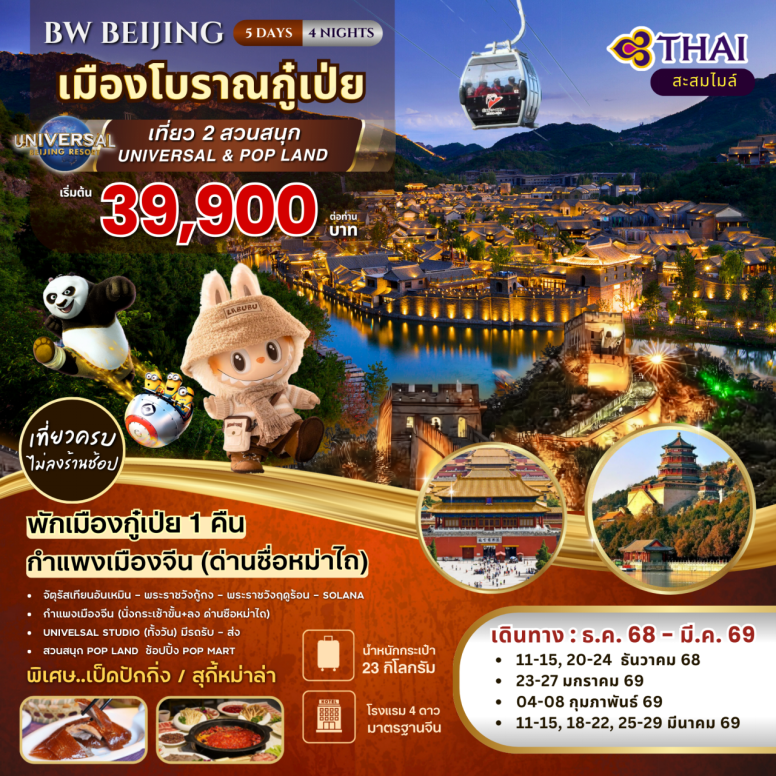 BW BEIJING 5 DAYS 4 NIGHTS
THAI
สะสมไมล์
เมืองโบราณกู๋เป่ย
UNIVERSAL
BEIJING RESORT
เที่ยว 2 สวนสนุก
UNIVERSAL & POP LAND
เริ่มต้น
39,900
ต่อท่าน
บาท
LABUBU
เที่ยวครบ
ไม่ลงร้านช้อป
พักเมืองกู๋เป่ย 1 คืน
กำแพงเมืองจีน (ด่านซือหม่าไถ)
• จัตุรัสเทียนอันเหมิน - พระราชวังกู้กง - พระราชวังฤดูร้อน - SOLANA
• กำแพงเมืองจีน (นั่งกระเช้าขึ้น+ลง ด่านซือหม่าไถ)
• UNIVELSAL STUDIO (ทั้งวัน) มีรถรับ - ส่ง
• สวนสนุก POP LAND ช้อปปิ้ง POP MART
พิเศษ..เป็ดปักกิ่ง / สุกี้หม่าล่า
น้ำหนักกระเป๋า
23 กิโลกรัม
HOTEL
โรงแรม 4 ดาว
มาตรฐานจีน
เดินทาง : ธ.ค. 68 - มี.ค. 69
• 11-15, 20-24 ธันวาคม 68
• 23-27 มกราคม 69
• 04-08 กุมภาพันธ์ 69
• 11-15, 18-22, 25-29 มีนาคม 69